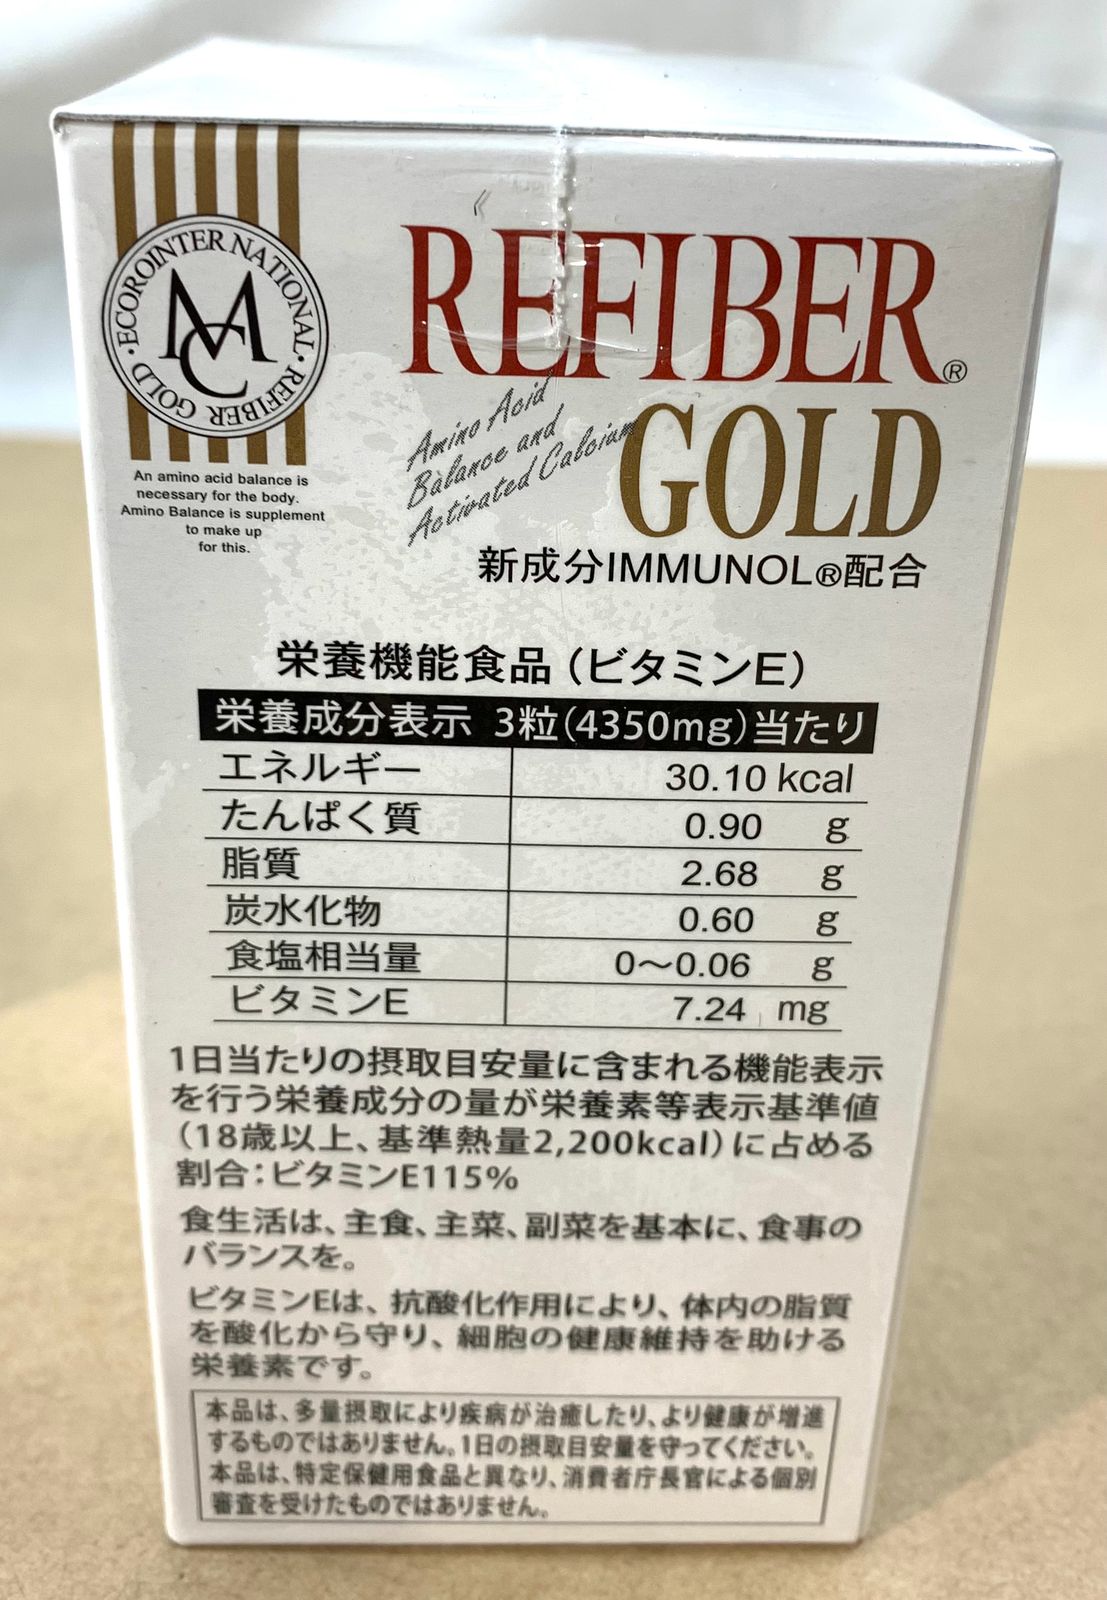 ECOROINTER NATIONAL・REFIBER GOLD・
MC
REFIBER®
GOLD
Amino Acid
Balance and
Activated Calcium
An amino acid balance is
necessary for the body.
Amino Balance is supplement
to make up
for this.
新成分IMMUNOL®配合
栄養機能食品（ビタミンE）
栄養成分表示 3粒（4350mg）当たり
エネルギー 30.10 kcal
たんぱく質 0.90 g
脂質 2.68 g
炭水化物 0.60 g
食塩相当量 0〜0.06 g
ビタミンE 7.24 mg
1日当たりの摂取目安量に含まれる機能表示
を行う栄養成分の量が栄養素等表示基準値
（18歳以上、基準熱量2,200kcal）に占める
割合：ビタミンE115%
食生活は、主食、主菜、副菜を基本に、食事の
バランスを。
ビタミンEは、抗酸化作用により、体内の脂質
を酸化から守り、細胞の健康維持を助ける
栄養素です。
本品は、多量摂取により疾病が治癒したり、より健康が増進
するものではありません。1日の摂取目安量を守ってください。
本品は、特定保健用食品と異なり、消費者庁長官による個別
審査を受けたものではありません。